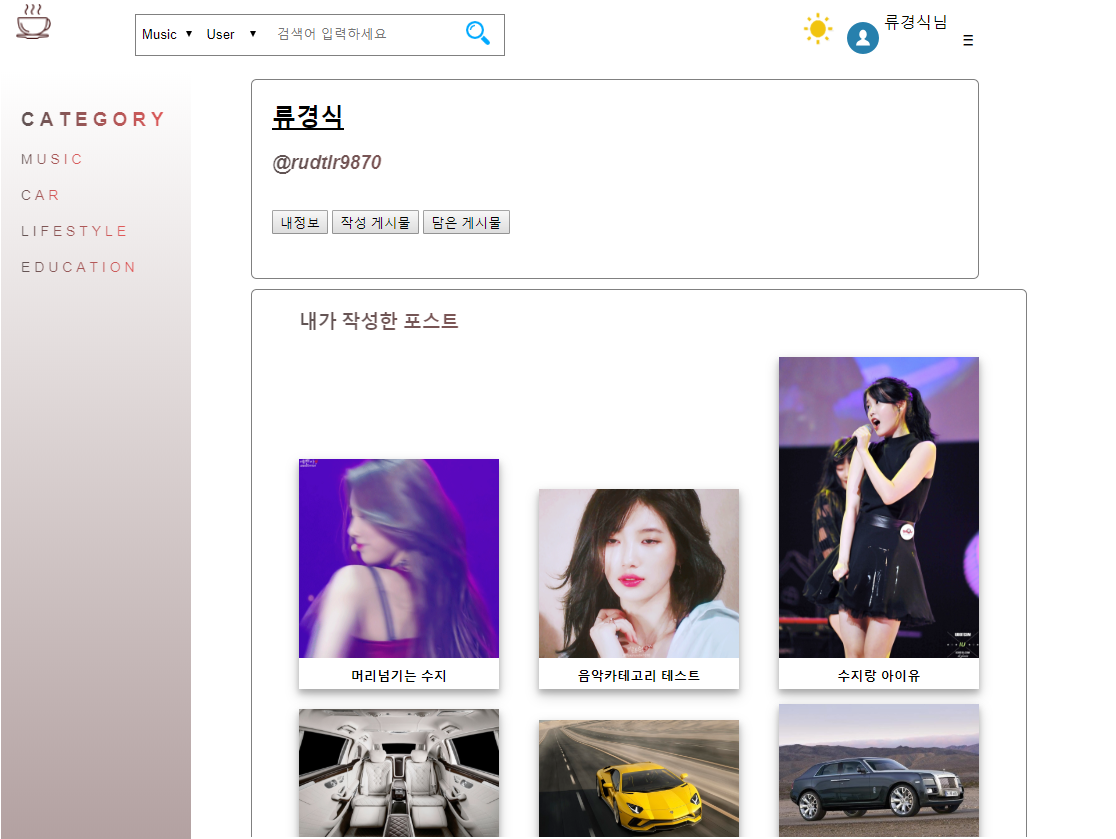 Music ▼ User ▼ 검색어 입력하세요
류경식님
☰
CATEGORY
MUSIC
CAR
LIFESTYLE
EDUCATION
류경식
@rudtlr9870
내정보 작성 게시물 담은 게시물
내가 작성한 포스트
머리넘기는 수지 음악카테고리 테스트 수지랑 아이유